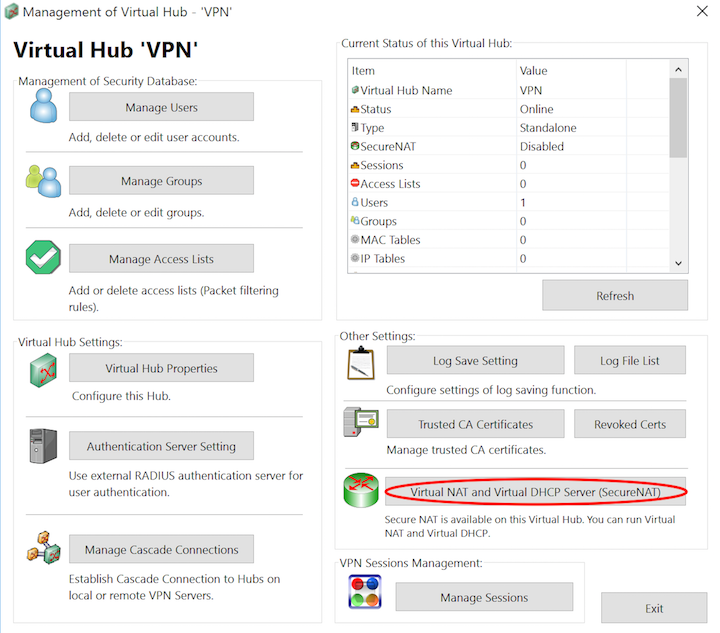 Management of Virtual Hub - 'VPN'
Virtual Hub 'VPN'
Management of Security Database:
Manage Users
Add, delete or edit user accounts.
Manage Groups
Add, delete or edit groups.
Manage Access Lists
Add or delete access lists (Packet filtering
rules).
Current Status of this Virtual Hub:
Item Value
Virtual Hub Name VPN
Status Online
Type Standalone
SecureNAT Disabled
Sessions 0
Access Lists 0
Users 1
Groups 0
MAC Tables 0
IP Tables 0
Refresh
Virtual Hub Settings:
Virtual Hub Properties
Configure this Hub.
Authentication Server Setting
Use external RADIUS authentication server for
user authentication.
Manage Cascade Connections
Establish Cascade Connection to Hubs on
local or remote VPN Servers.
Other Settings:
Log Save Setting Log File List
Configure settings of log saving function.
Trusted CA Certificates Revoked Certs
Manage trusted CA certificates.
Virtual NAT and Virtual DHCP Server (SecureNAT)
Secure NAT is available on this Virtual Hub. You can run Virtual
NAT and Virtual DHCP.
VPN Sessions Management:
Manage Sessions
Exit